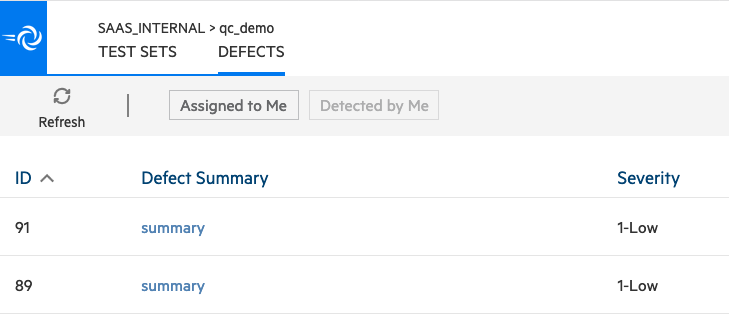 SAAS_INTERNAL > qc_demo
TEST SETS DEFECTS
Refresh Assigned to Me Detected by Me
ID Defect Summary Severity
91 summary 1-Low
89 summary 1-Low